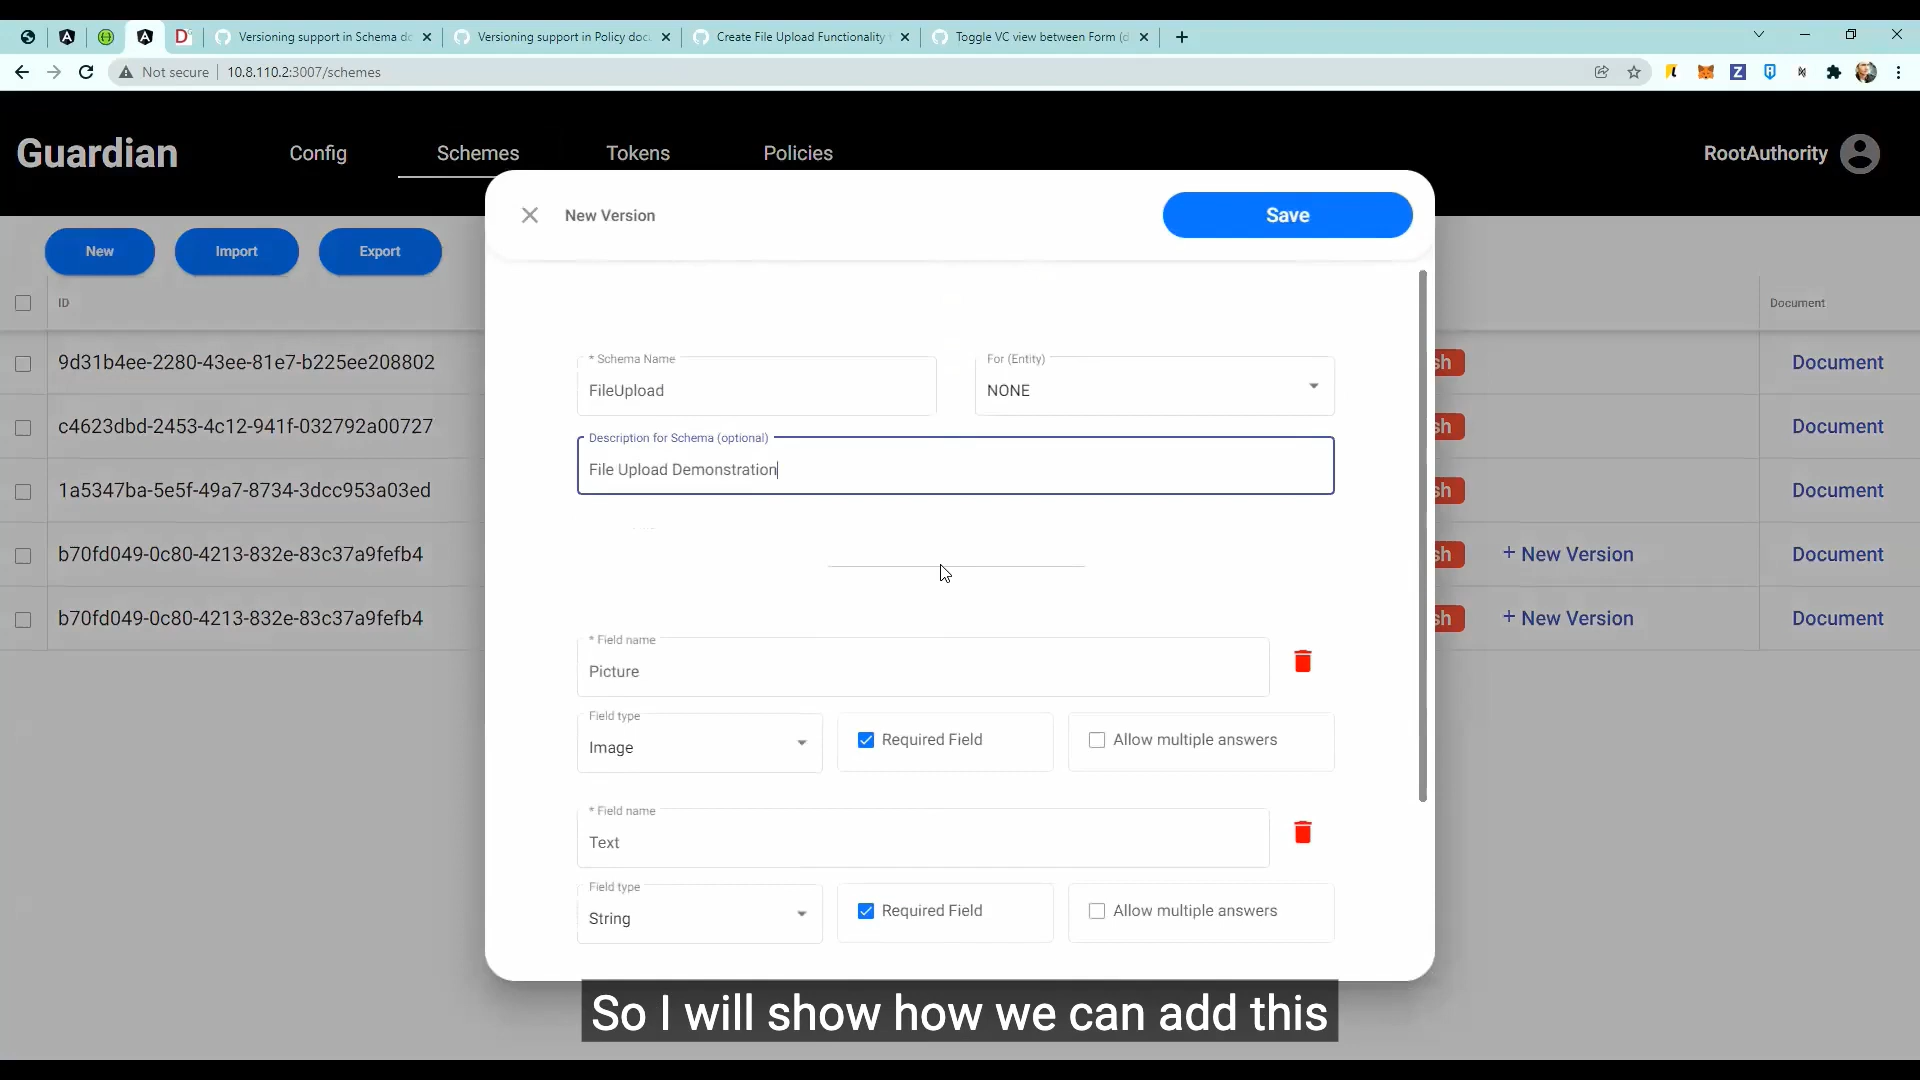 Versioning support in Schema dc
Versioning support in Policy docu
Create File Upload Functionality
Toggle VC view between Form (d
Not secure
10.8.110.2:3007/schemes
Guardian
Config
Schemes
Tokens
Policies
RootAuthority
New
Import
Export
New Version
Save
ID
Document
9d31b4ee-2280-43ee-81e7-b225ee208802
sh
Document
c4623dbd-2453-4c12-941f-032792a00727
sh
Document
1a5347ba-5e5f-49a7-8734-3dcc953a03ed
sh
Document
b70fd049-0c80-4213-832e-83c37a9fefb4
sh
+ New Version
Document
b70fd049-0c80-4213-832e-83c37a9fefb4
sh
+ New Version
Document
* Schema Name
FileUpload
For (Entity)
NONE
Description for Schema (optional)
File Upload Demonstration
* Field name
Picture
Field type
Image
Required Field
Allow multiple answers
* Field name
Text
Field type
String
Required Field
Allow multiple answers
So I will show how we can add this